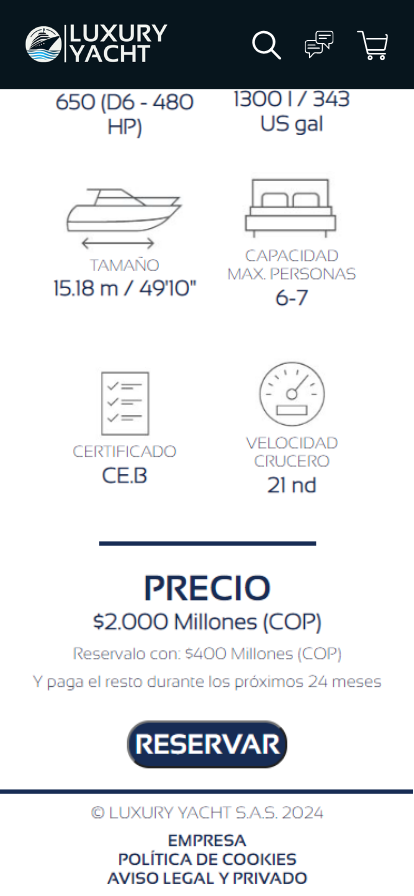 LUXURY
YACHT
650 (D6 - 480
HP)
1300 l / 343
US gal
TAMAÑO
15.18 m / 49'10"
CAPACIDAD
MAX. PERSONAS
6-7
CERTIFICADO
CE.B
VELOCIDAD
CRUCERO
21 nd
PRECIO
$2.000 Millones (COP)
Reservalo con: $400 Millones (COP)
Y paga el resto durante los próximos 24 meses
RESERVAR
© LUXURY YACHT S.A.S. 2024
EMPRESA
POLÍTICA DE COOKIES
AVISO LEGAL Y PRIVADO